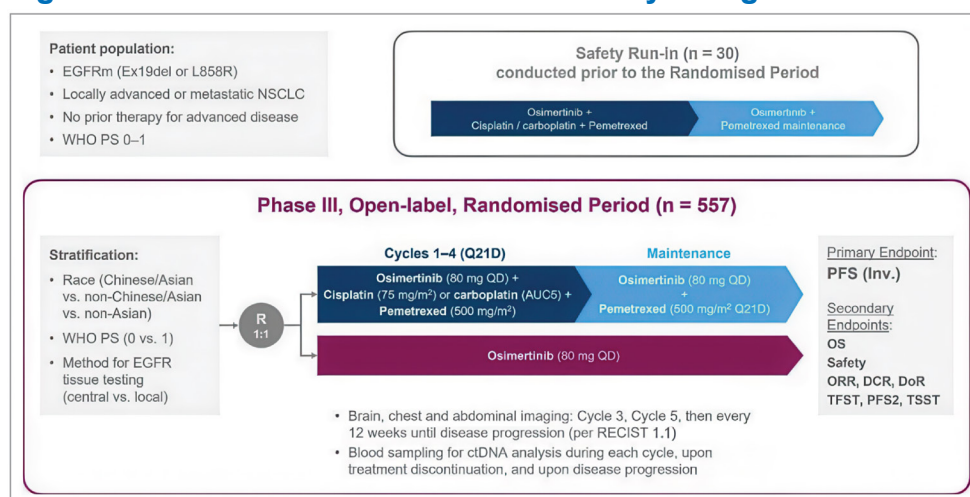 Patient population:
• EGFRm (Ex19del or L858R)
• Locally advanced or metastatic NSCLC
• No prior therapy for advanced disease
• WHO PS 0–1
Safety Run-in (n = 30)
conducted prior to the Randomised Period
Osimertinib +
Cisplatin / carboplatin + Pemetrexed
Osimertinib +
Pemetrexed maintenance
Phase III, Open-label, Randomised Period (n = 557)
Stratification:
• Race (Chinese/Asian
vs. non-Chinese/Asian
vs. non-Asian)
• WHO PS (0 vs. 1)
• Method for EGFR
tissue testing
(central vs. local)
R
1:1
Cycles 1–4 (Q21D)
Osimertinib (80 mg QD) +
Cisplatin (75 mg/m²) or carboplatin (AUC5) +
Pemetrexed (500 mg/m²)
Maintenance
Osimertinib (80 mg QD)
+
Pemetrexed (500 mg/m² Q21D)
Osimertinib (80 mg QD)
• Brain, chest and abdominal imaging: Cycle 3, Cycle 5, then every
12 weeks until disease progression (per RECIST 1.1)
• Blood sampling for ctDNA analysis during each cycle, upon
treatment discontinuation, and upon disease progression
Primary Endpoint:
PFS (Inv.)
Secondary
Endpoints:
OS
Safety
ORR, DCR, DoR
TFST, PFS2, TSST